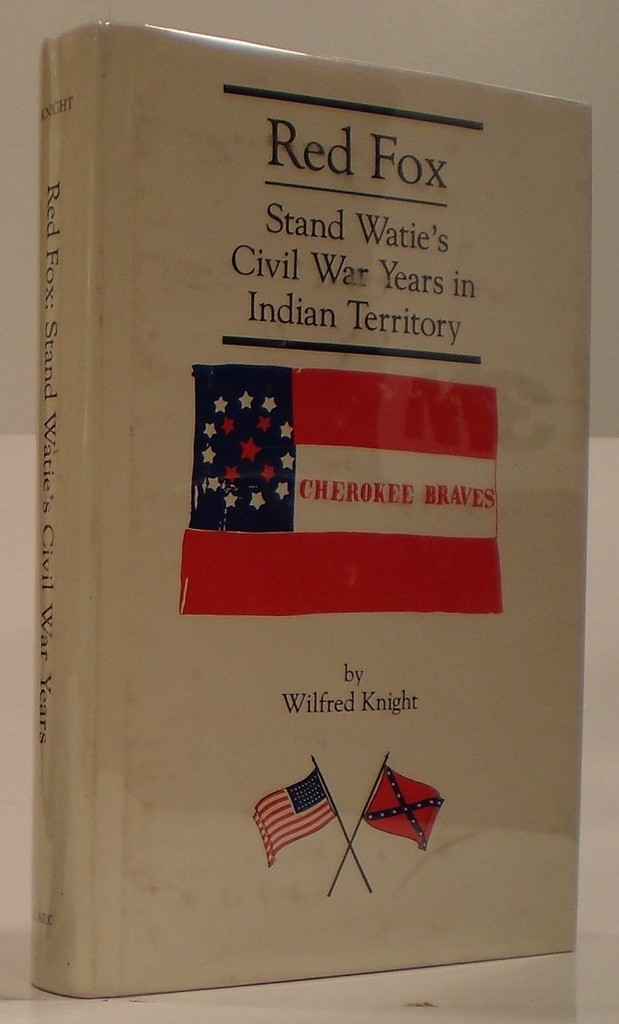 KNIGHT
Red Fox: Stand Watie's Civil War Years
Red Fox
Stand Watie's
Civil War Years in
Indian Territory
CHEROKEE BRAVES
by
Wilfred Knight